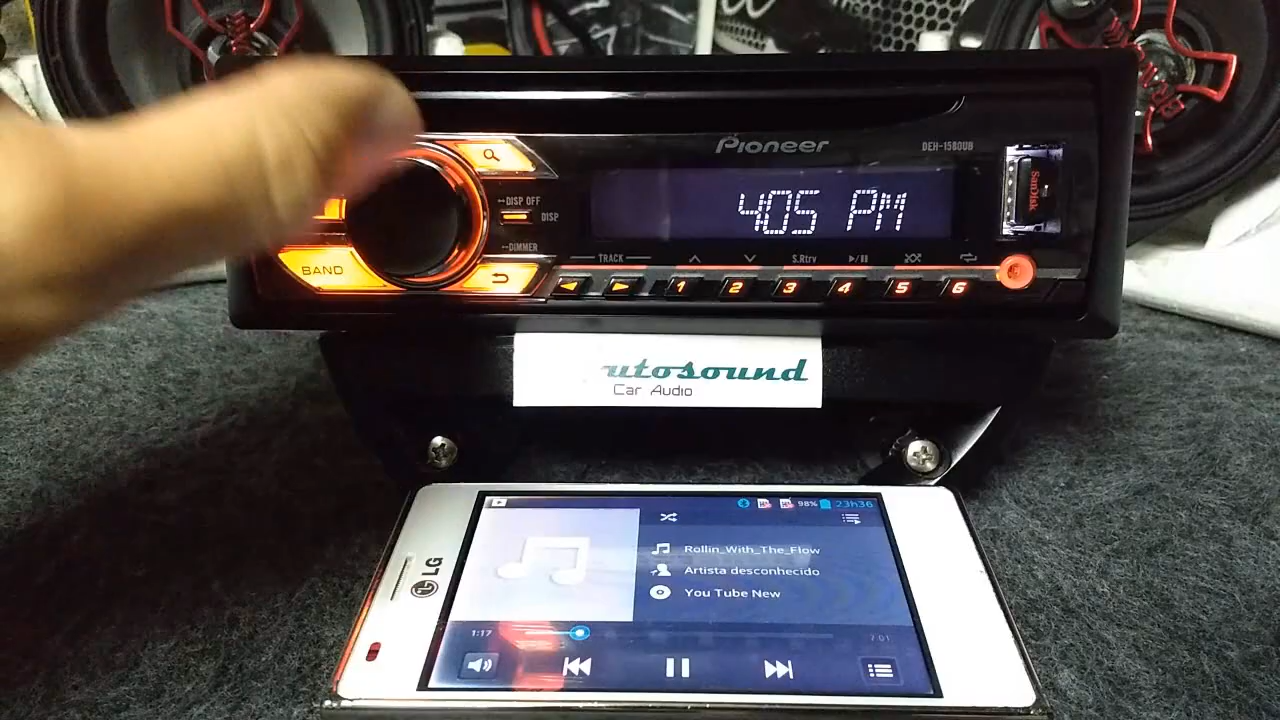 Pioneer
DEH-1580UB
405 PM
DISP OFF
DISP
DIMMER
BAND
TRACK
S.Rtrv
1 2 3 4 5 6
SanDisk
utosound
Car Audio
LG
98% 23h36
Rollin_With_The_Flow
Artista desconhecido
You Tube New
1:17
7:01